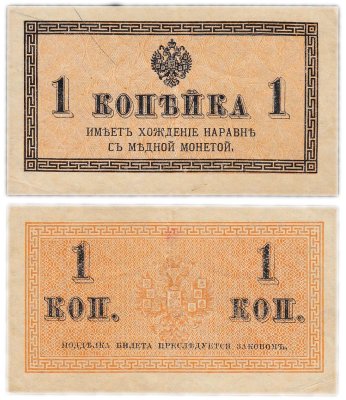 1 КОПѢЙКА 1
ИМѢЕТЪ ХОЖДЕНІЕ НАРАВНѢ
СЪ МѢДНОЙ МОНЕТОЙ.
1 1
КОП. КОП.
ПОДДѢЛКА БИЛЕТА ПРЕСЛѢДУЕТСЯ ЗАКОНОМЪ.